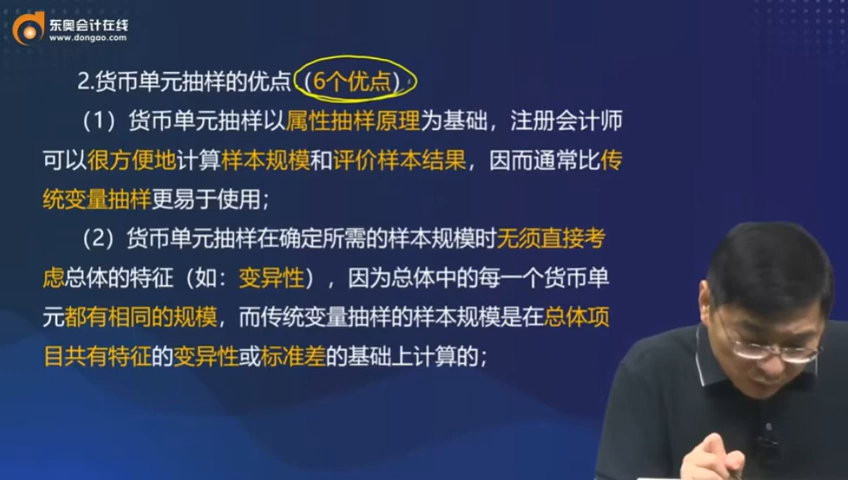 东奥会计在线
www.dongao.com
2.货币单元抽样的优点（6个优点）
（1）货币单元抽样以属性抽样原理为基础，注册会计师
可以很方便地计算样本规模和评价样本结果，因而通常比传
统变量抽样更易于使用；
（2）货币单元抽样在确定所需的样本规模时无须直接考
虑总体的特征（如：变异性），因为总体中的每一个货币单
元都有相同的规模，而传统变量抽样的样本规模是在总体项
目共有特征的变异性或标准差的基础上计算的；